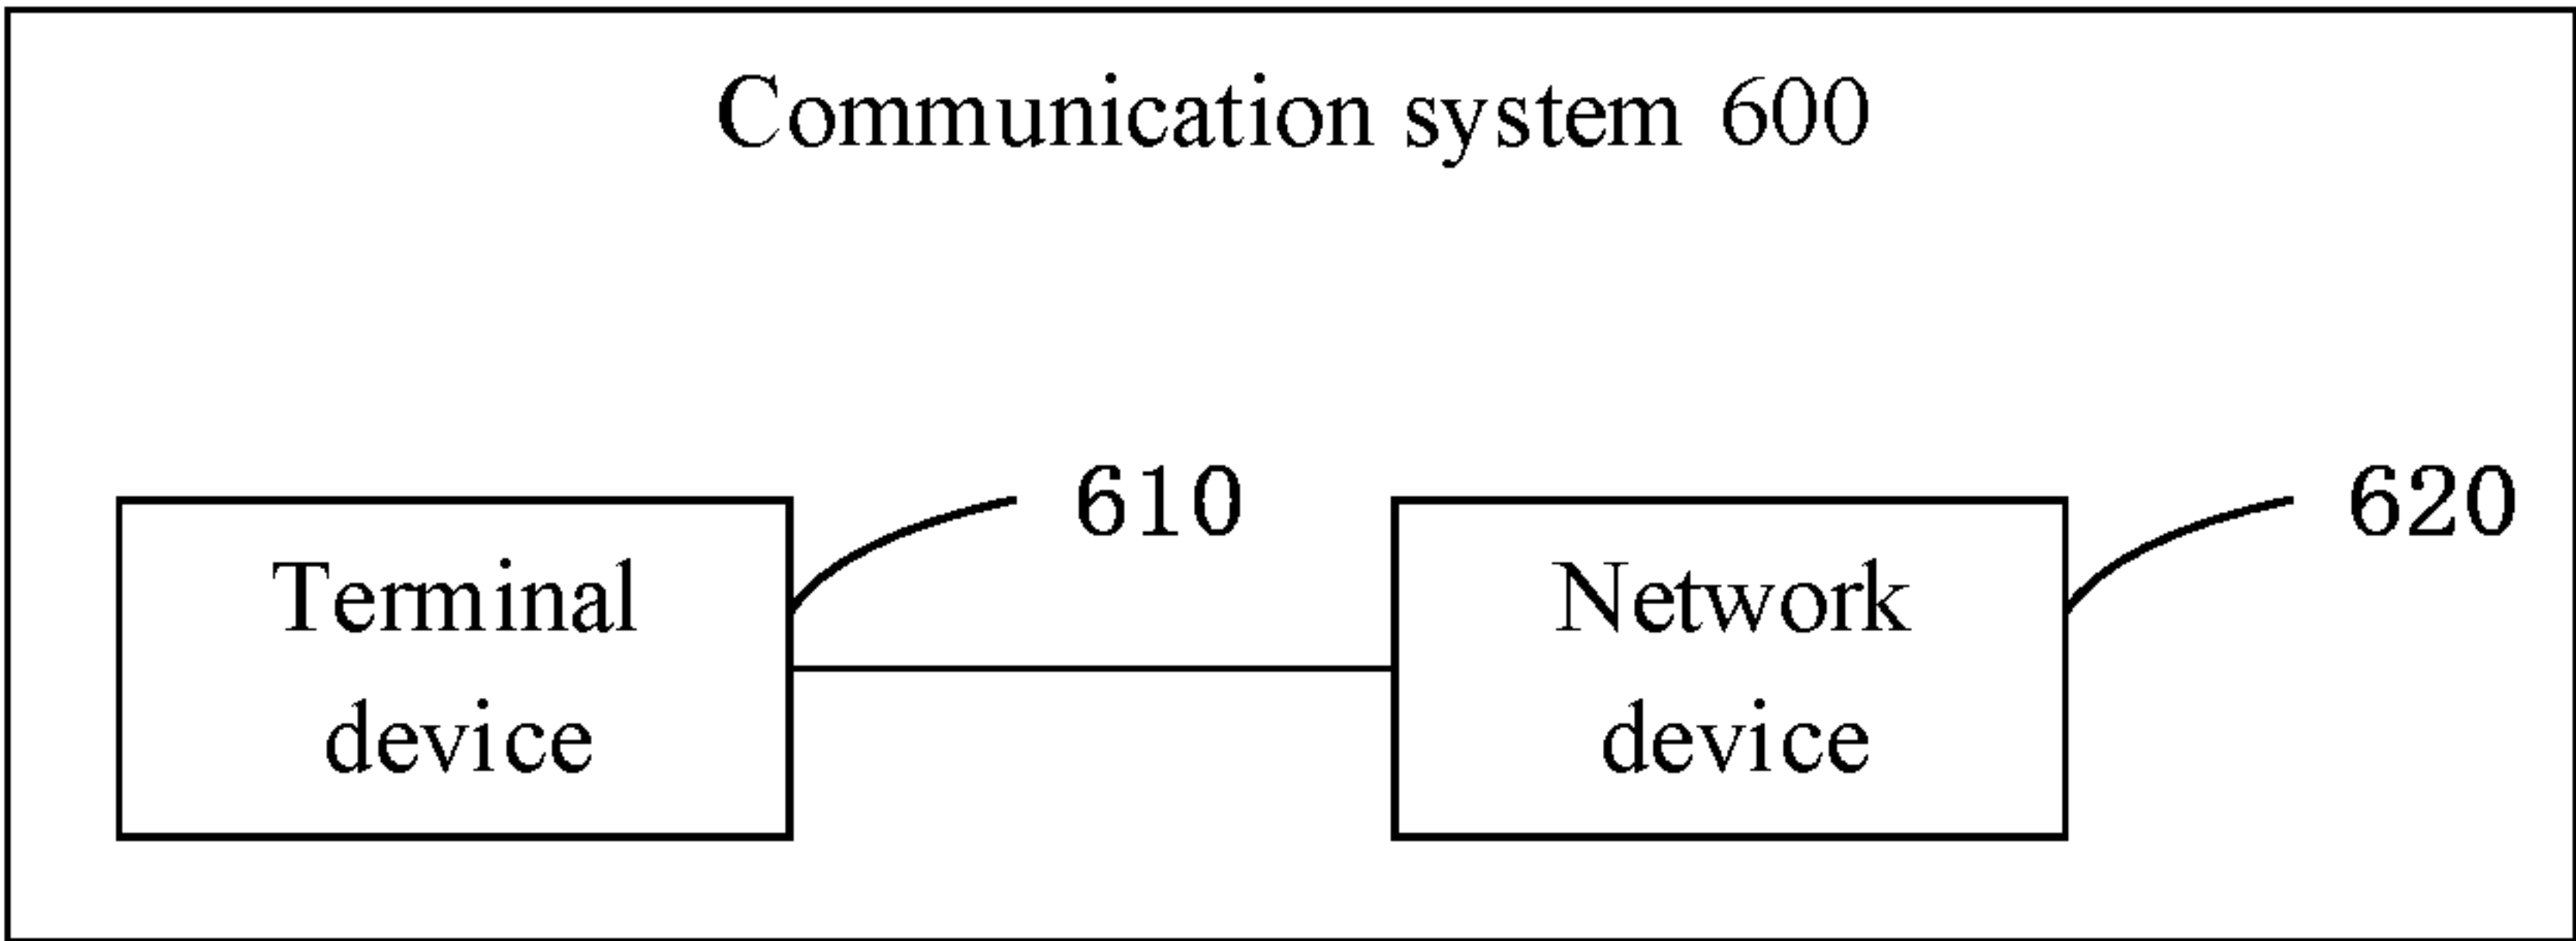 Communication system 600
610
620
Terminal
device
Network
device